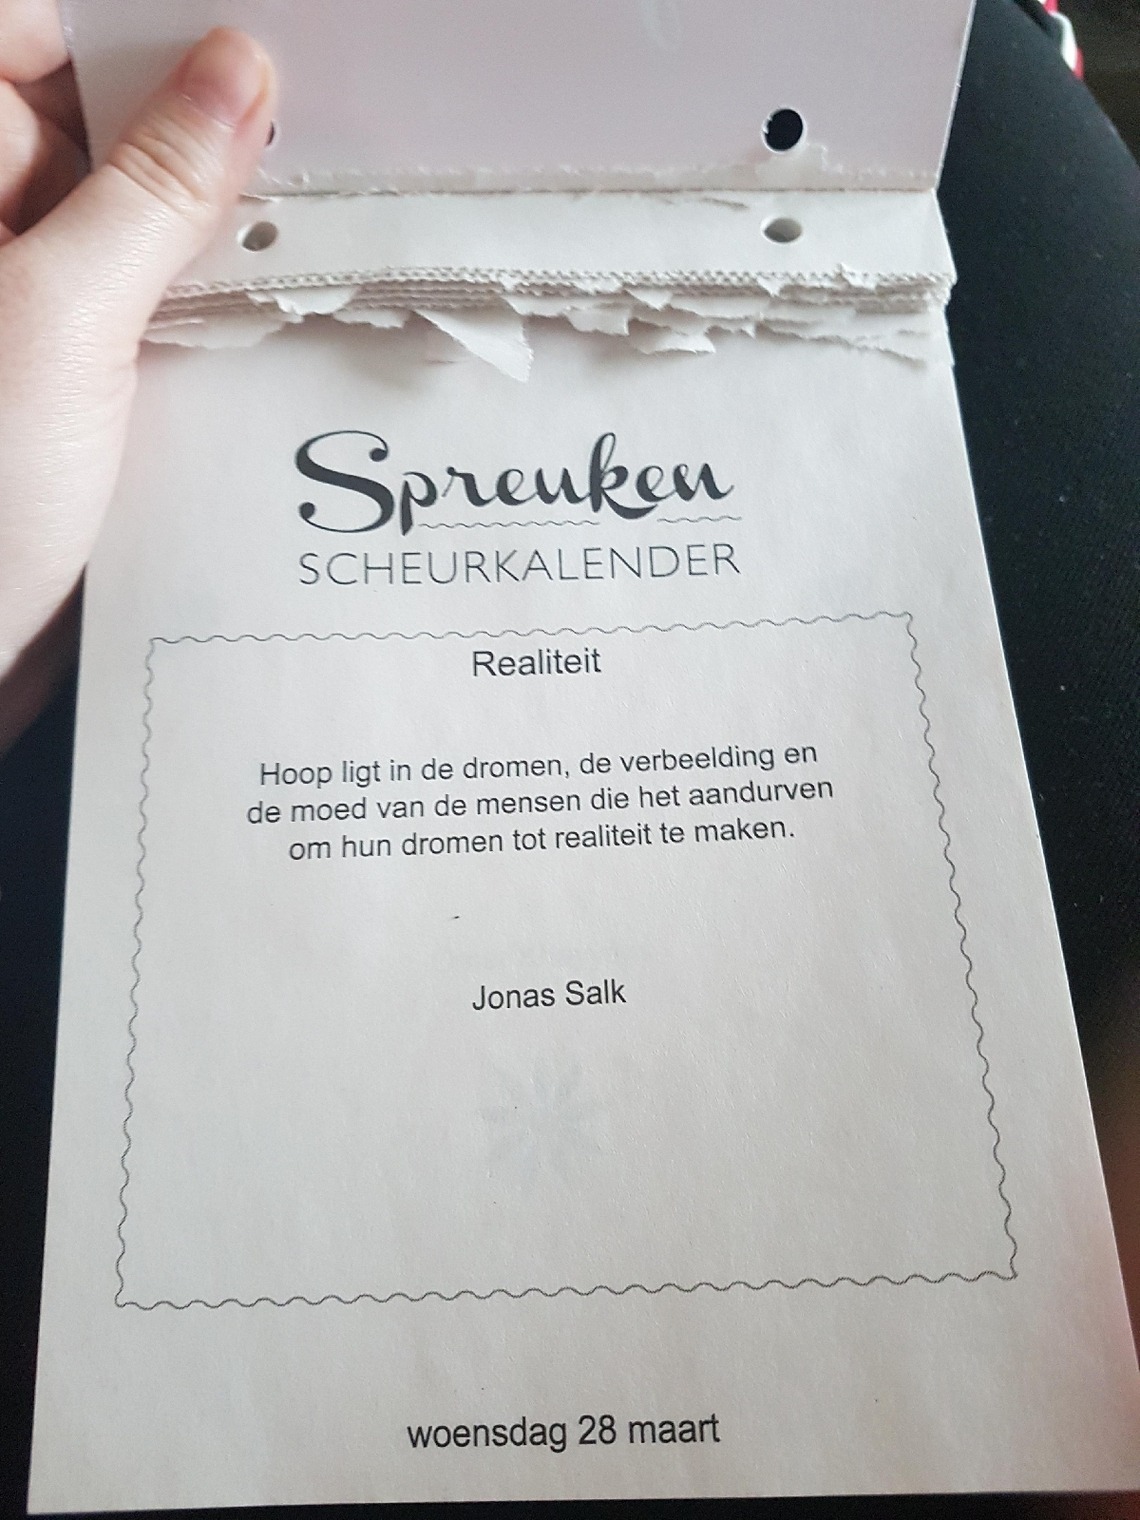 Spreuken
SCHEURKALENDER
Realiteit
Hoop ligt in de dromen, de verbeelding en
de moed van de mensen die het aandurven
om hun dromen tot realiteit te maken.
Jonas Salk
woensdag 28 maart